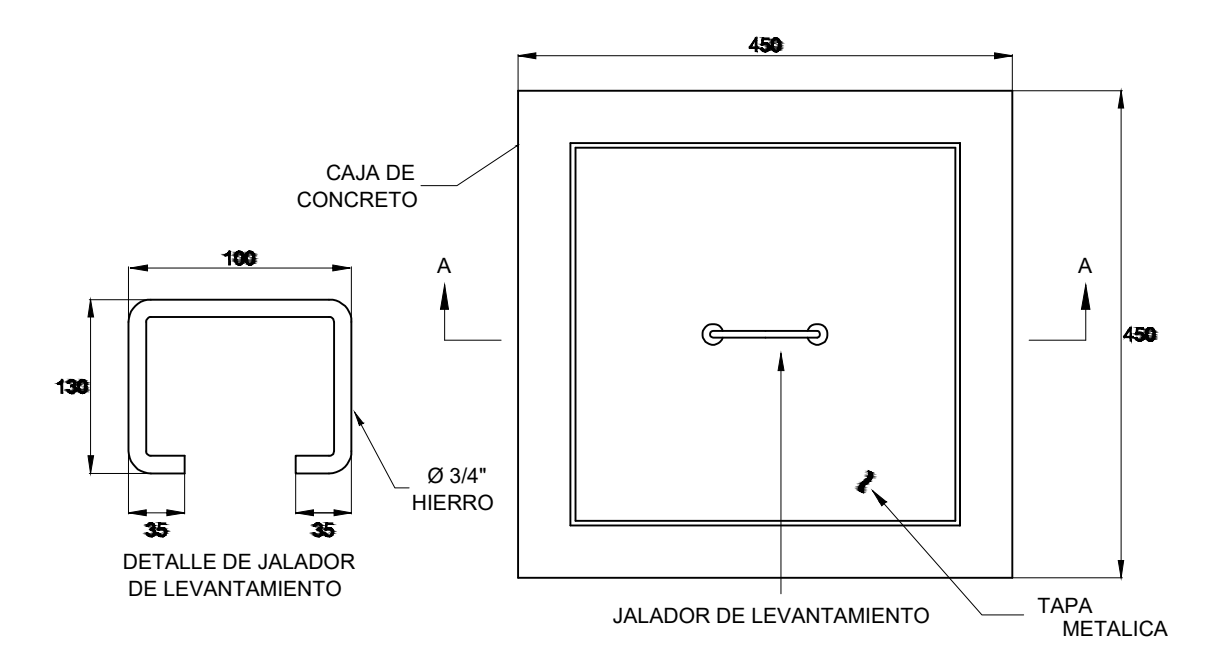 450
CAJA DE
CONCRETO
100
A
A
450
130
Ø 3/4"
HIERRO
35
35
DETALLE DE JALADOR
DE LEVANTAMIENTO
JALADOR DE LEVANTAMIENTO
TAPA
METALICA